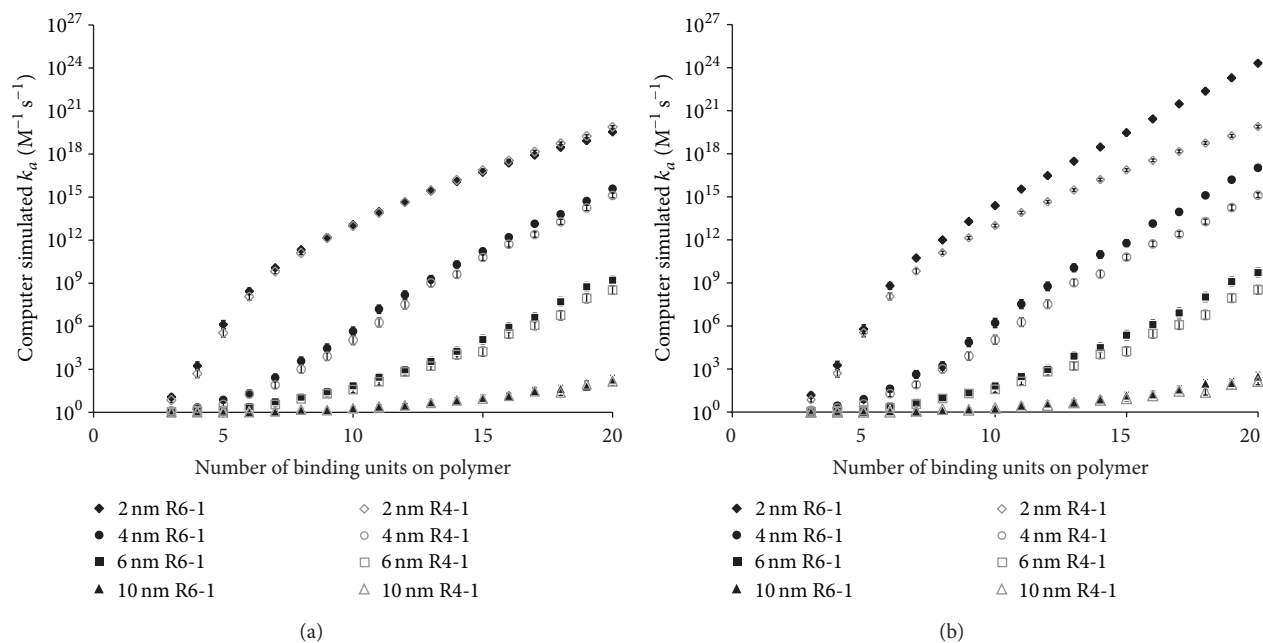 10^27
10^24
10^21
10^18
10^15
10^12
10^9
10^6
10^3
10^0
Computer simulated k_a (M^−1 s^−1)
0 5 10 15 20
Number of binding units on polymer
2 nm R6-1 2 nm R4-1
4 nm R6-1 4 nm R4-1
6 nm R6-1 6 nm R4-1
10 nm R6-1 10 nm R4-1
(a)
10^27
10^24
10^21
10^18
10^15
10^12
10^9
10^6
10^3
10^0
Computer simulated k_a (M^−1 s^−1)
0 5 10 15 20
Number of binding units on polymer
2 nm R6-1 2 nm R4-1
4 nm R6-1 4 nm R4-1
6 nm R6-1 6 nm R4-1
10 nm R6-1 10 nm R4-1
(b)